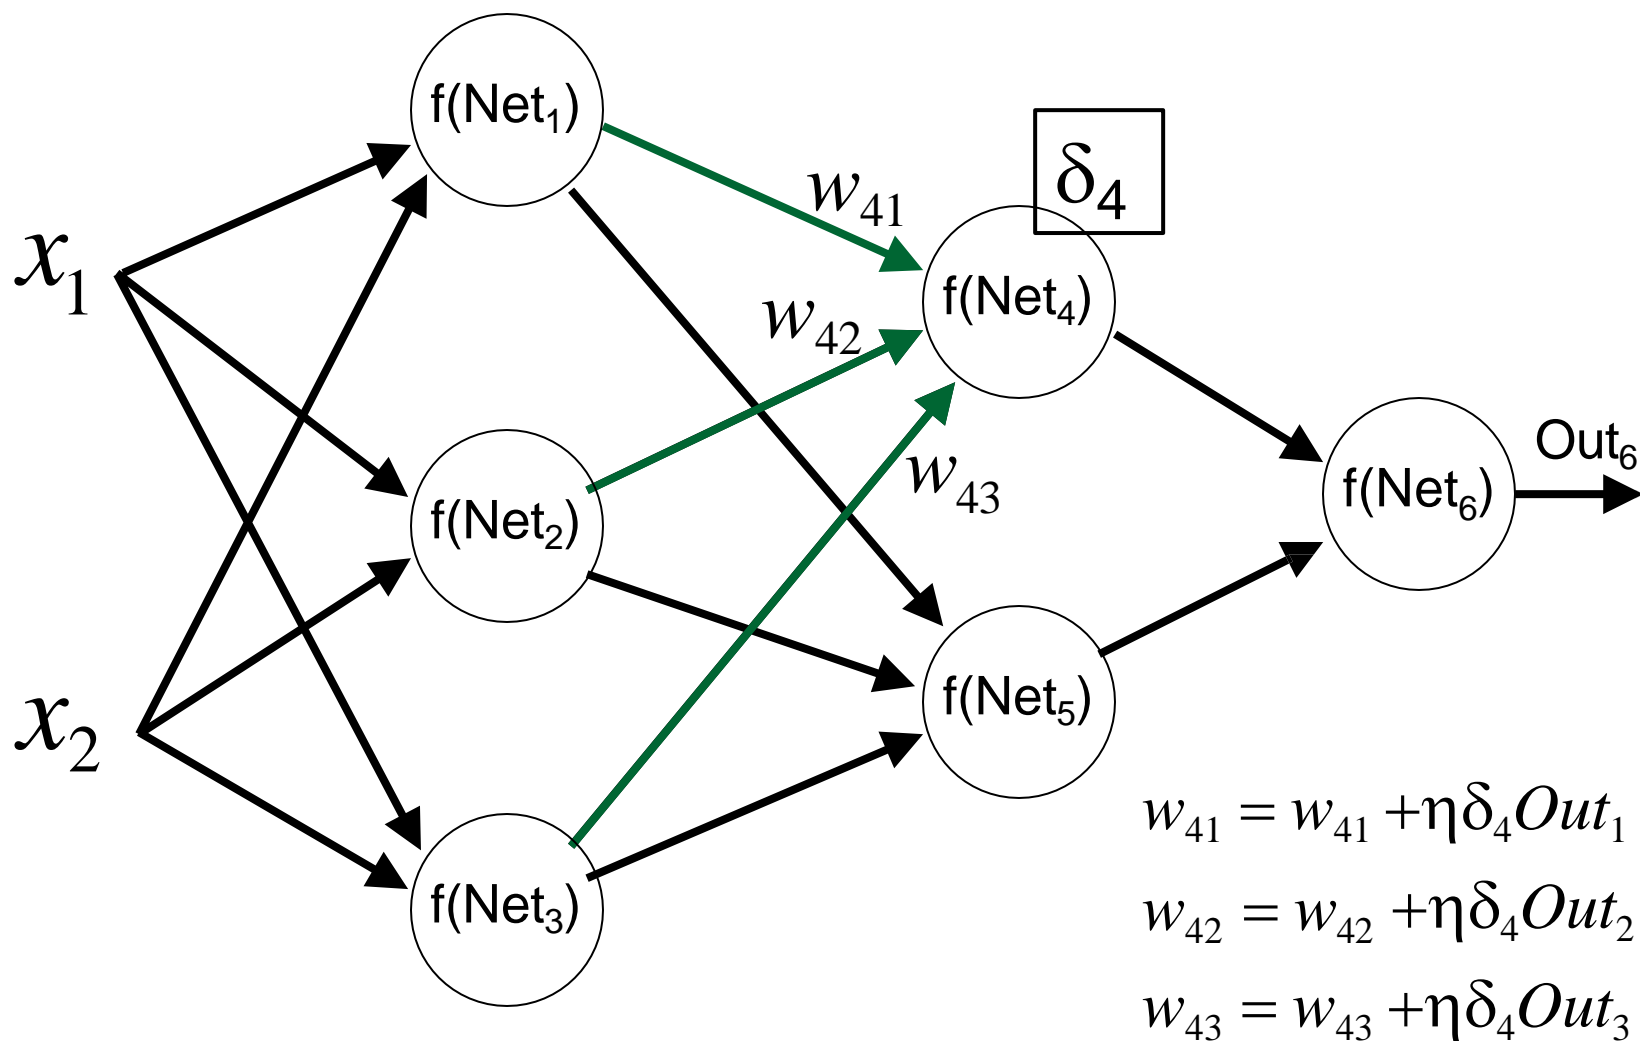 f(Net₁)
δ₄
w₄₁
x₁
f(Net₄)
w₄₂
Out₆
w₄₃
f(Net₆)
f(Net₂)
f(Net₅)
x₂
w₄₁ = w₄₁ +ηδ₄Out₁
f(Net₃)
w₄₂ = w₄₂ +ηδ₄Out₂
w₄₃ = w₄₃ +ηδ₄Out₃